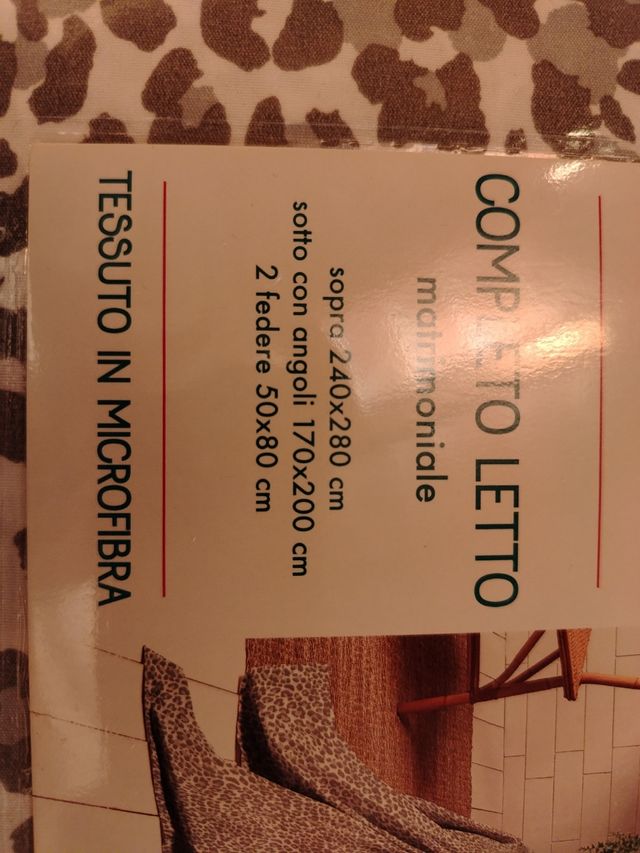 COMPLETO LETTO
matrimoniale
sopra 240x280 cm
sotto con angoli 170x200 cm
2 federe 50x80 cm
TESSUTO IN MICROFIBRA